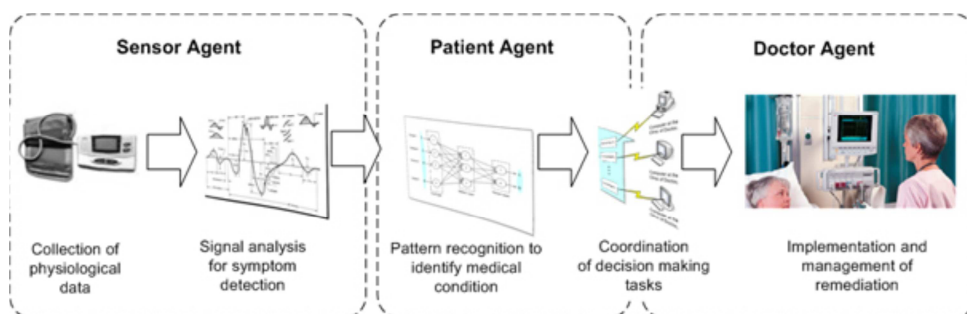 Sensor Agent
Patient Agent
Doctor Agent
Collection of
physiological
data
Signal analysis
for symptom
detection
Pattern recognition to
identify medical
condition
Coordination
of decision making
tasks
Implementation and
management of
remediation